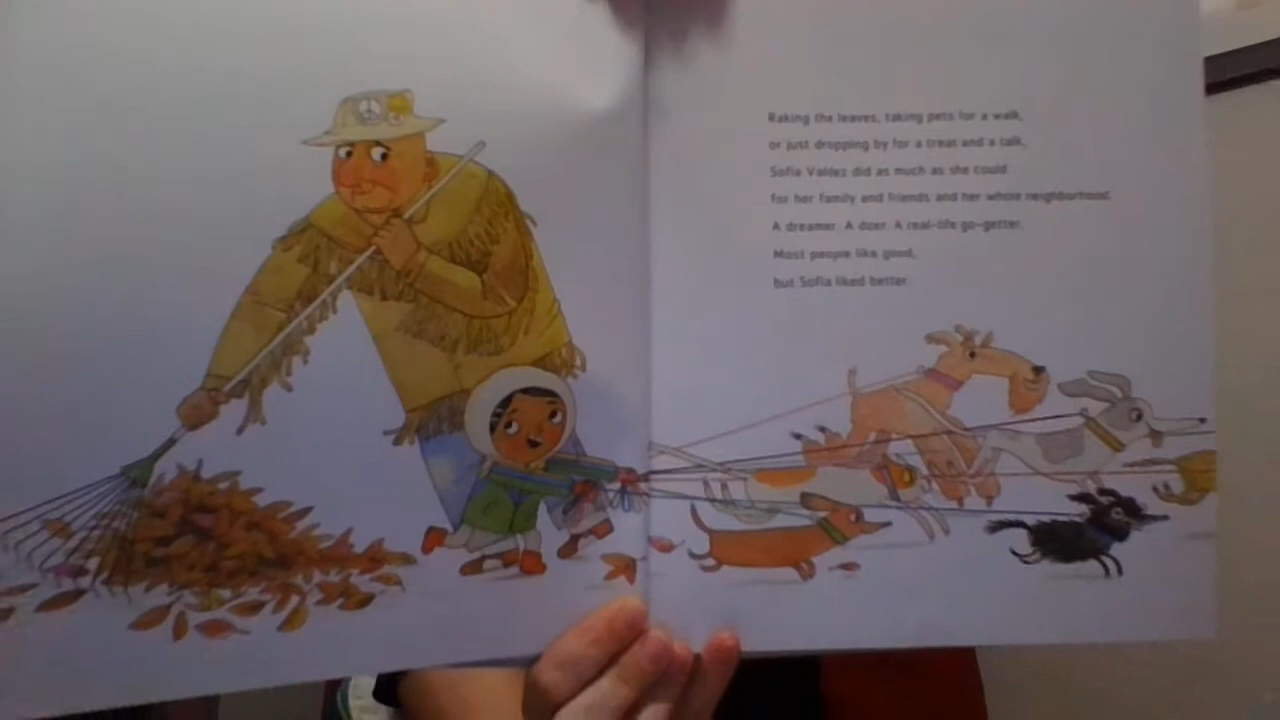 Raking the leaves, taking pets for a walk,
or just dropping by for a treat and a talk,
Sofia Valdez did as much as she could
for her family and friends and her whole neighborhood.
A dreamer. A doer. A real-life go-getter.
Most people like good,
but Sofia liked better.